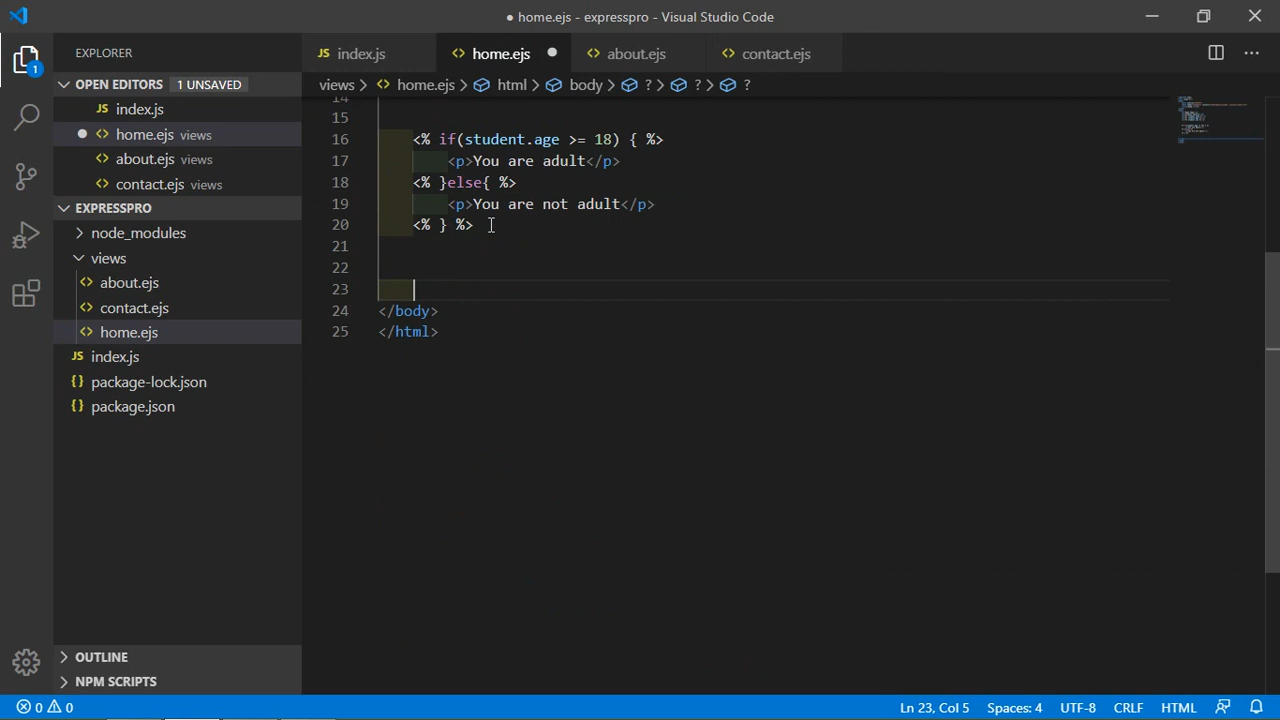 ● home.ejs - expresspro - Visual Studio Code
EXPLORER
JS index.js
<> home.ejs ●
<> about.ejs
<> contact.ejs
OPEN EDITORS 1 UNSAVED
views > <> home.ejs > html > body > ? > ? > ?
JS index.js
● <> home.ejs views
<> about.ejs views
<> contact.ejs views
EXPRESSPRO
node_modules
views
<> about.ejs
<> contact.ejs
<> home.ejs
JS index.js
{} package-lock.json
{} package.json
14
15
16 <% if(student.age >= 18) { %>
17 <p>You are adult</p>
18 <% }else{ %>
19 <p>You are not adult</p>
20 <% } %>
21
22
23
24 </body>
25 </html>
OUTLINE
NPM SCRIPTS
1
0 0
Ln 23, Col 5 Spaces: 4 UTF-8 CRLF HTML